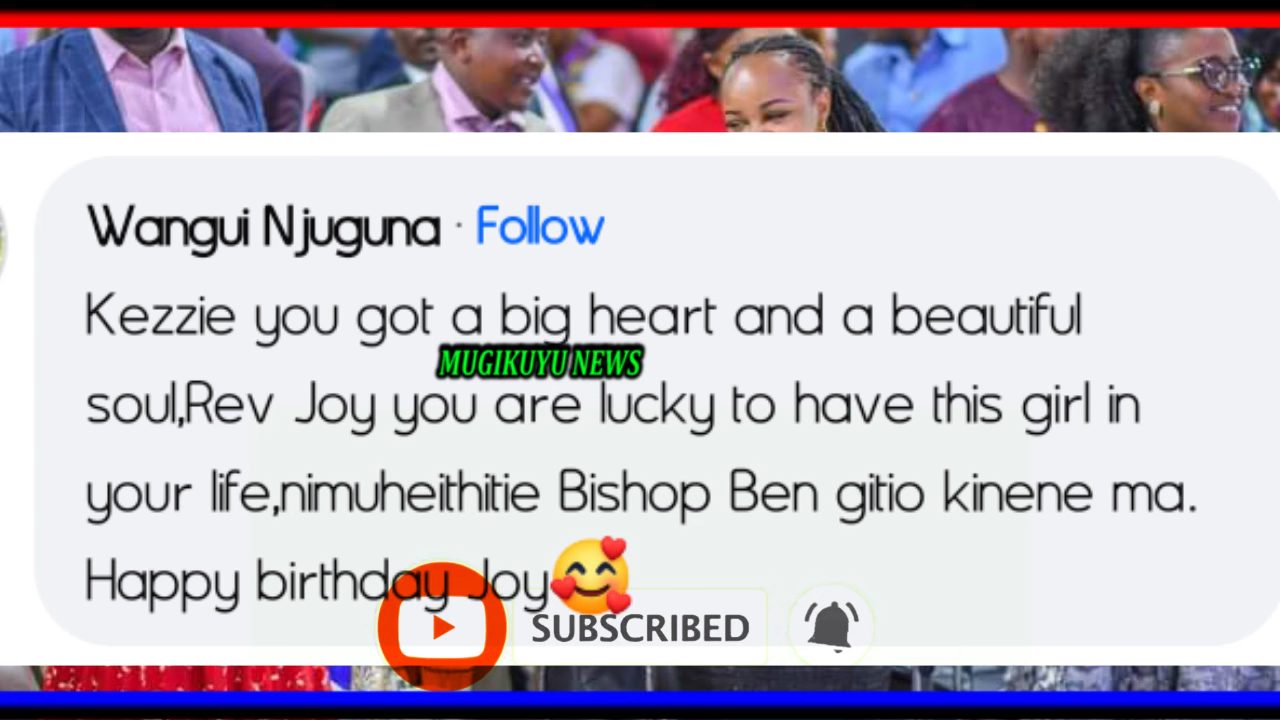 Wangui Njuguna · Follow
Kezzie you got a big heart and a beautiful
MUGIKUYU NEWS
soul,Rev Joy you are lucky to have this girl in
your life,nimuheithitie Bishop Ben gitio kinene ma.
Happy birthday Joy🥰
SUBSCRIBED